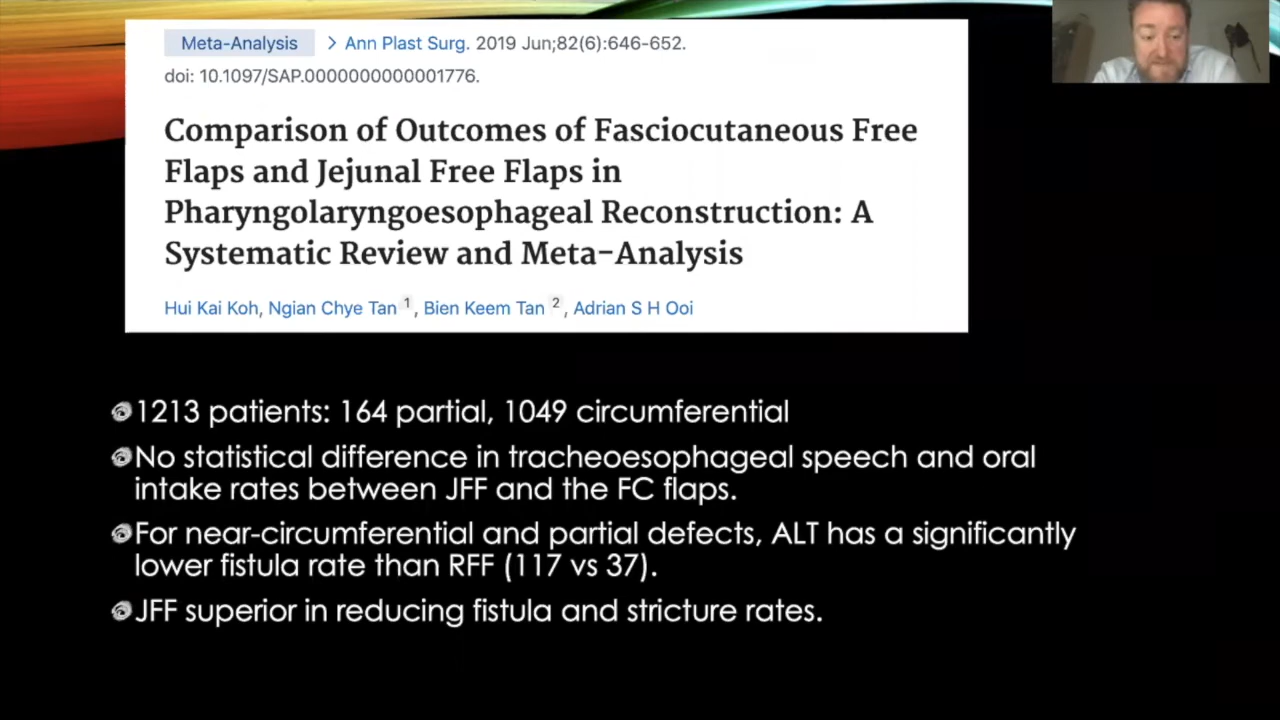 Meta-Analysis > Ann Plast Surg. 2019 Jun;82(6):646-652.
doi: 10.1097/SAP.0000000000001776.
Comparison of Outcomes of Fasciocutaneous Free
Flaps and Jejunal Free Flaps in
Pharyngolaryngoesophageal Reconstruction: A
Systematic Review and Meta-Analysis
Hui Kai Koh, Ngian Chye Tan 1, Bien Keem Tan 2, Adrian S H Ooi
1213 patients: 164 partial, 1049 circumferential
No statistical difference in tracheoesophageal speech and oral
intake rates between JFF and the FC flaps.
For near-circumferential and partial defects, ALT has a significantly
lower fistula rate than RFF (117 vs 37).
JFF superior in reducing fistula and stricture rates.